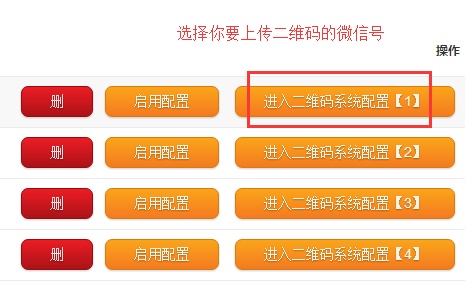 选择你要上传二维码的微信号
操作
删 启用配置 进入二维码系统配置【1】
删 启用配置 进入二维码系统配置【2】
删 启用配置 进入二维码系统配置【3】
删 启用配置 进入二维码系统配置【4】